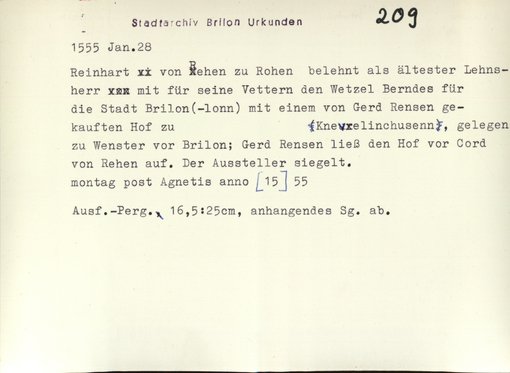 Stadtarchiv Brilon Urkunden 209
1555 Jan.28
Reinhart von Rehen zu Rohen belehnt als ältester Lehns-
herr mit für seine Vettern den Wetzel Berndes für
die Stadt Brilon(-lonn) mit einem von Gerd Rensen ge-
kauften Hof zu (Knevelinchusenn), gelegen
zu Wenster vor Brilon; Gerd Rensen ließ den Hof vor Cord
von Rehen auf. Der Aussteller siegelt.
montag post Agnetis anno [15] 55
Ausf.-Perg., 16,5:25cm, anhangendes Sg. ab.